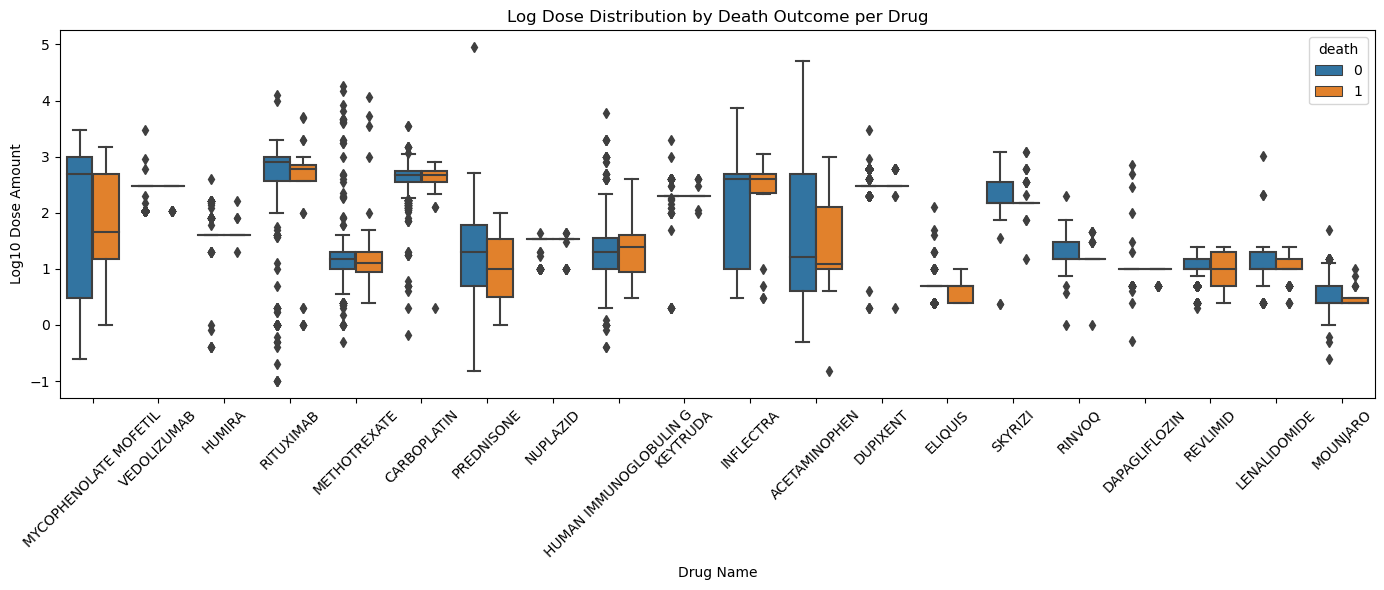 Log Dose Distribution by Death Outcome per Drug
death
0
1
Log10 Dose Amount
5
4
3
2
1
0
−1
MYCOPHENOLATE MOFETIL
VEDOLIZUMAB
HUMIRA
RITUXIMAB
METHOTREXATE
CARBOPLATIN
PREDNISONE
NUPLAZID
HUMAN IMMUNOGLOBULIN G
KEYTRUDA
INFLECTRA
ACETAMINOPHEN
DUPIXENT
ELIQUIS
SKYRIZI
RINVOQ
DAPAGLIFLOZIN
REVLIMID
LENALIDOMIDE
MOUNJARO
Drug Name